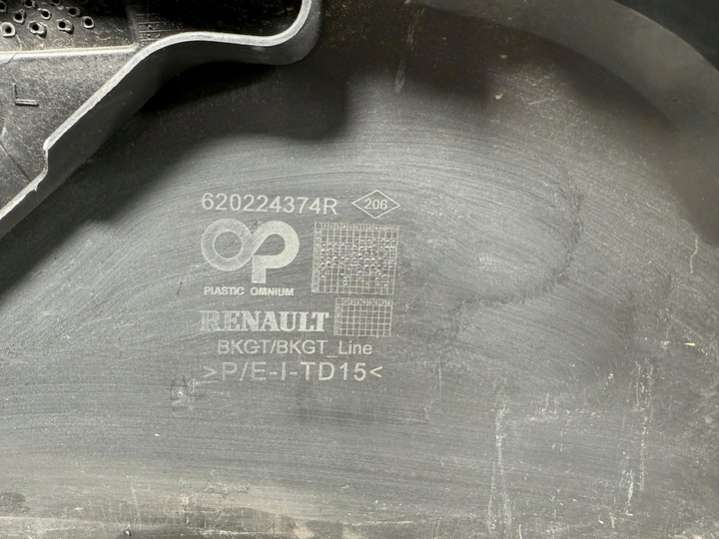 L
620224374R 206
OP
PLASTIC OMNIUM
RENAULT
BKGT/BKGT_Line
>P/E-I-TD15<